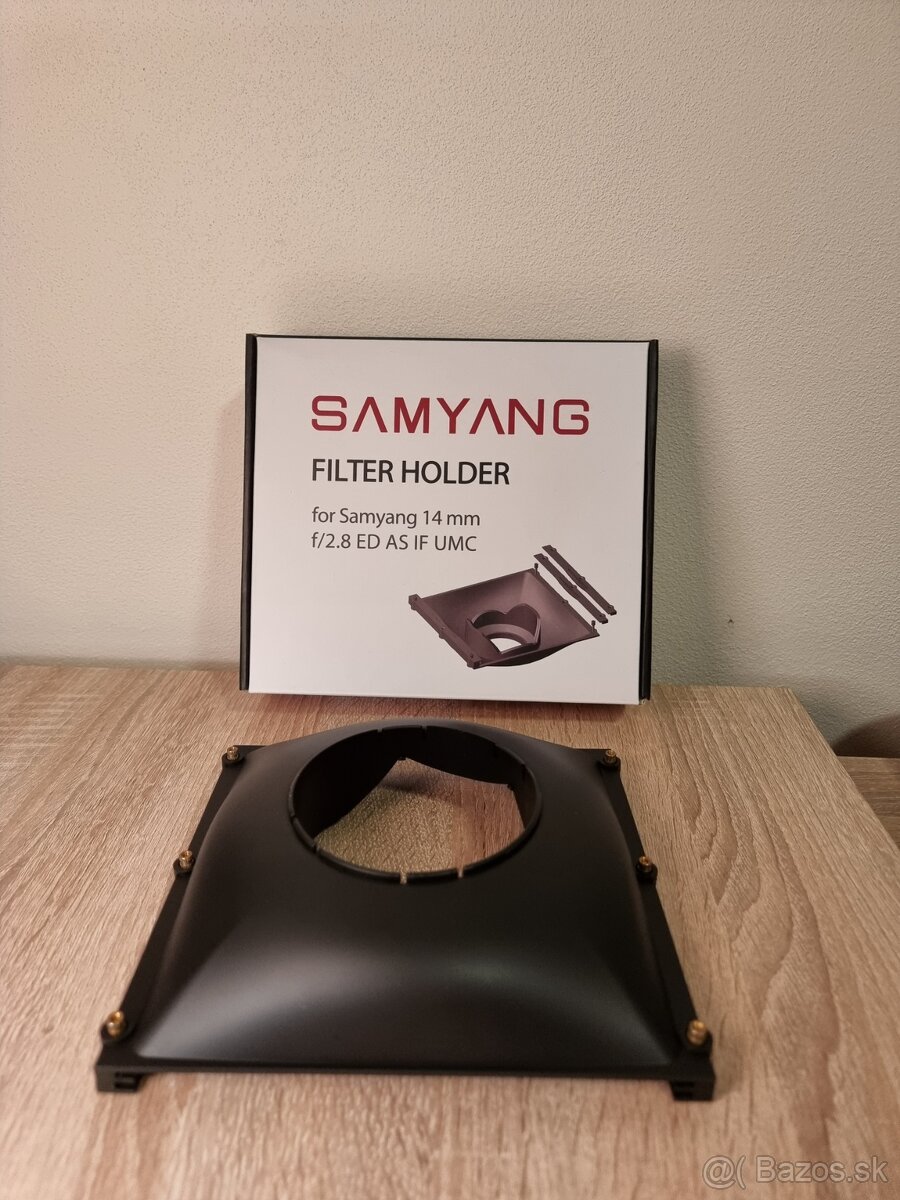 SAMYANG
FILTER HOLDER
for Samyang 14 mm
f/2.8 ED AS IF UMC
@( Bazos.sk